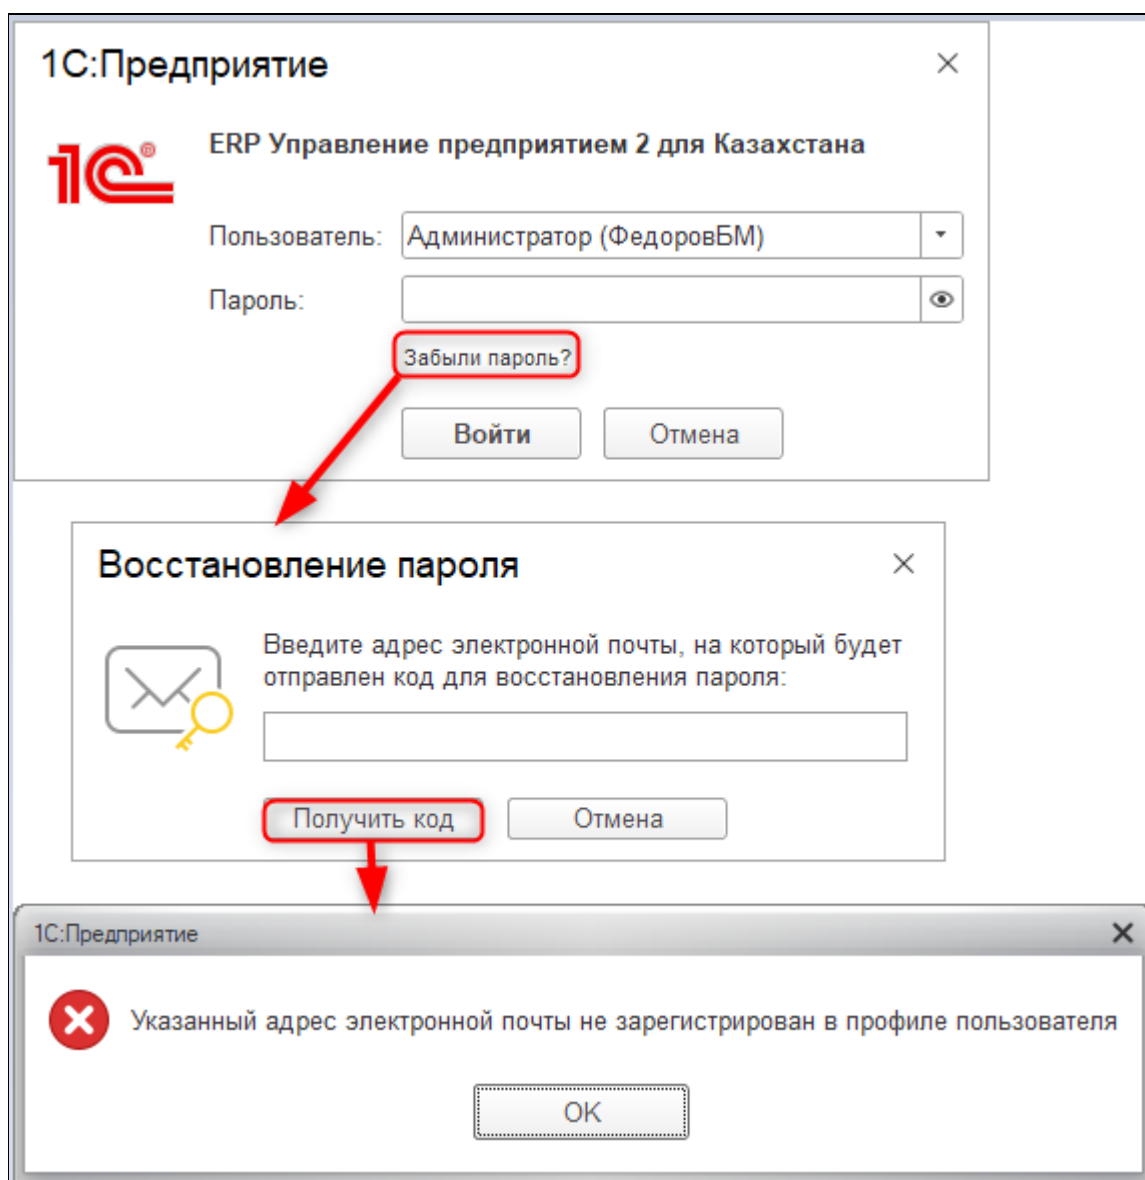 1С:Предприятие
1С®
ERP Управление предприятием 2 для Казахстана
Пользователь: Администратор (ФедоровБМ)
Пароль:
Забыли пароль?
Войти Отмена
Восстановление пароля
Введите адрес электронной почты, на который будет
отправлен код для восстановления пароля:
Получить код Отмена
1С:Предприятие
Указанный адрес электронной почты не зарегистрирован в профиле пользователя
OK